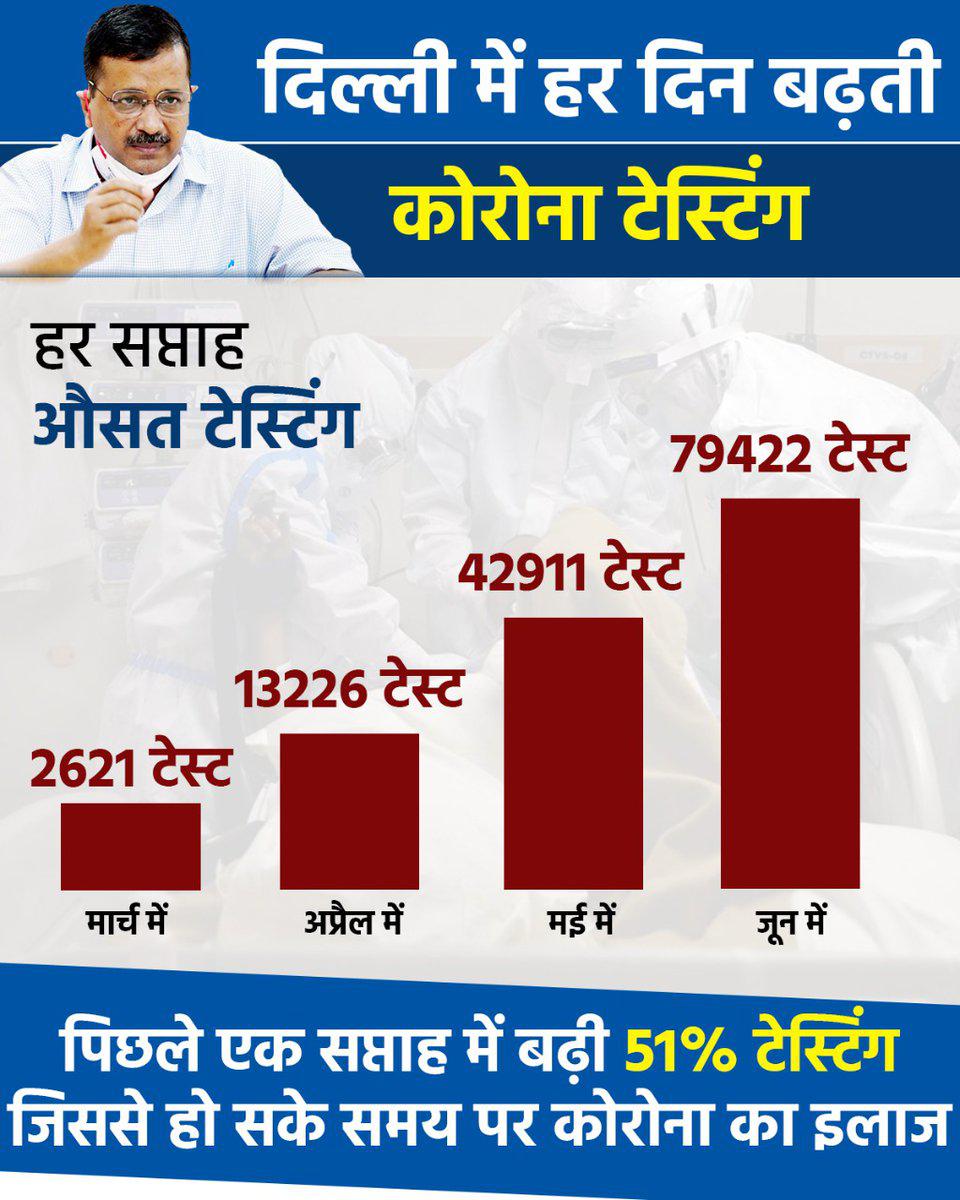 दिल्ली में हर दिन बढ़ती
कोरोना टेस्टिंग
हर सप्ताह
औसत टेस्टिंग
79422 टेस्ट
42911 टेस्ट
13226 टेस्ट
2621 टेस्ट
मार्च में
अप्रैल में
मई में
जून में
पिछले एक सप्ताह में बढ़ी 51% टेस्टिंग
जिससे हो सके समय पर कोरोना का इलाज